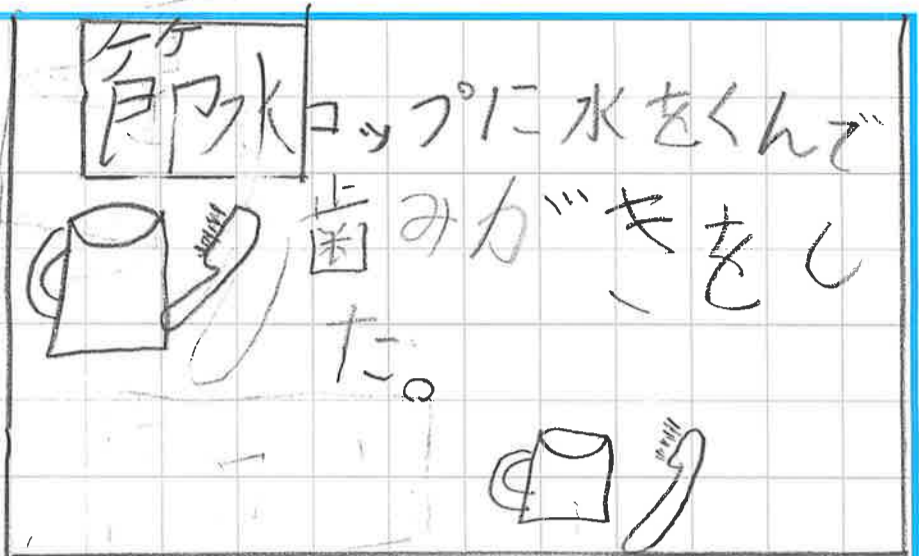 節水 コップに水をくんで
歯みがきをし
た。